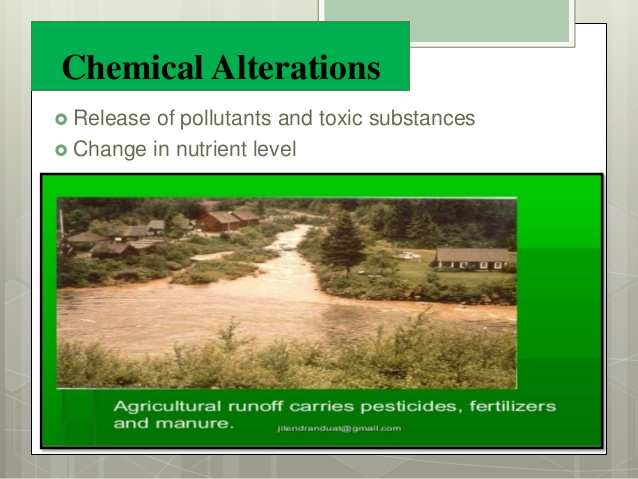 Chemical Alterations
Release of pollutants and toxic substances
Change in nutrient level
Agricultural runoff carries pesticides, fertilizers
and manure. jitendranduat@gmail.com